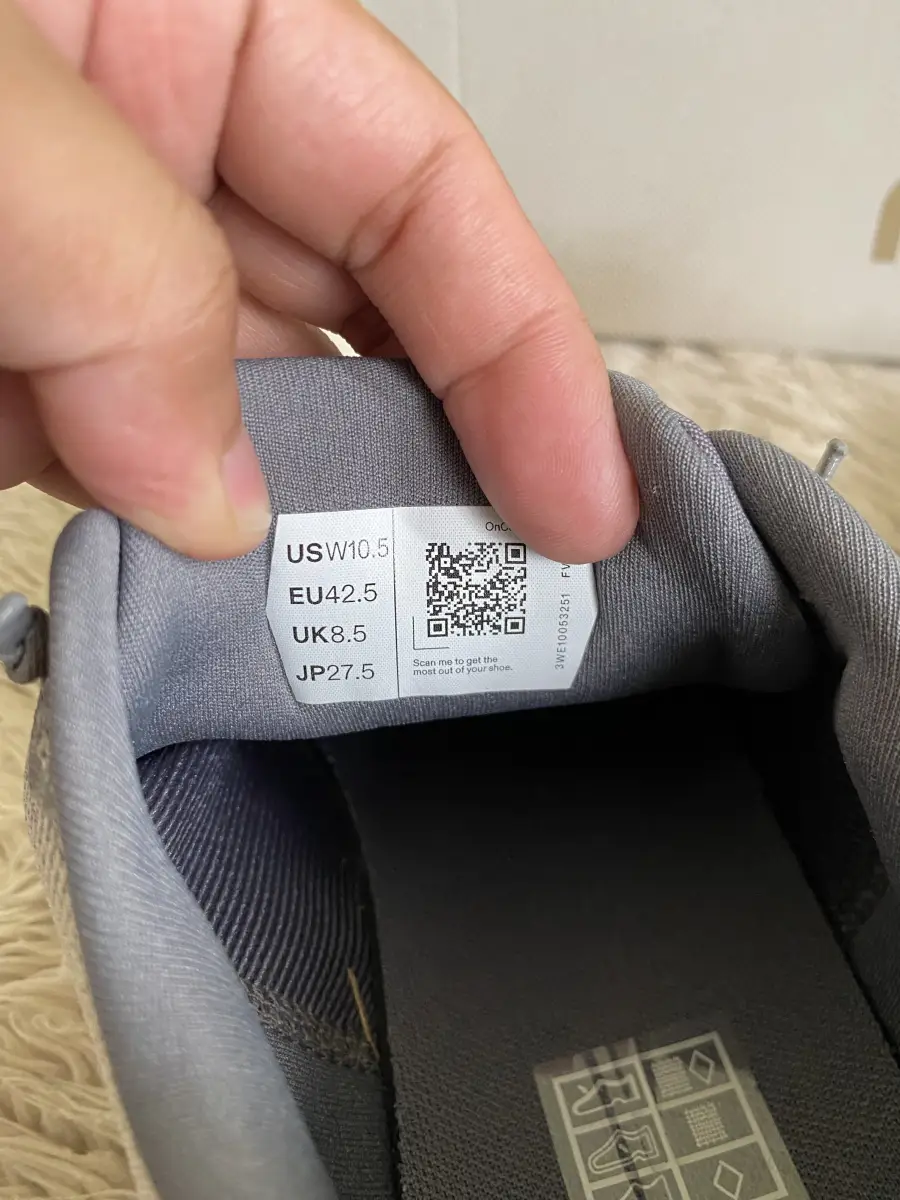 USW10.5
EU42.5
UK8.5
JP27.5
Scan me to get the
most out of your shoe.
3WE10053251